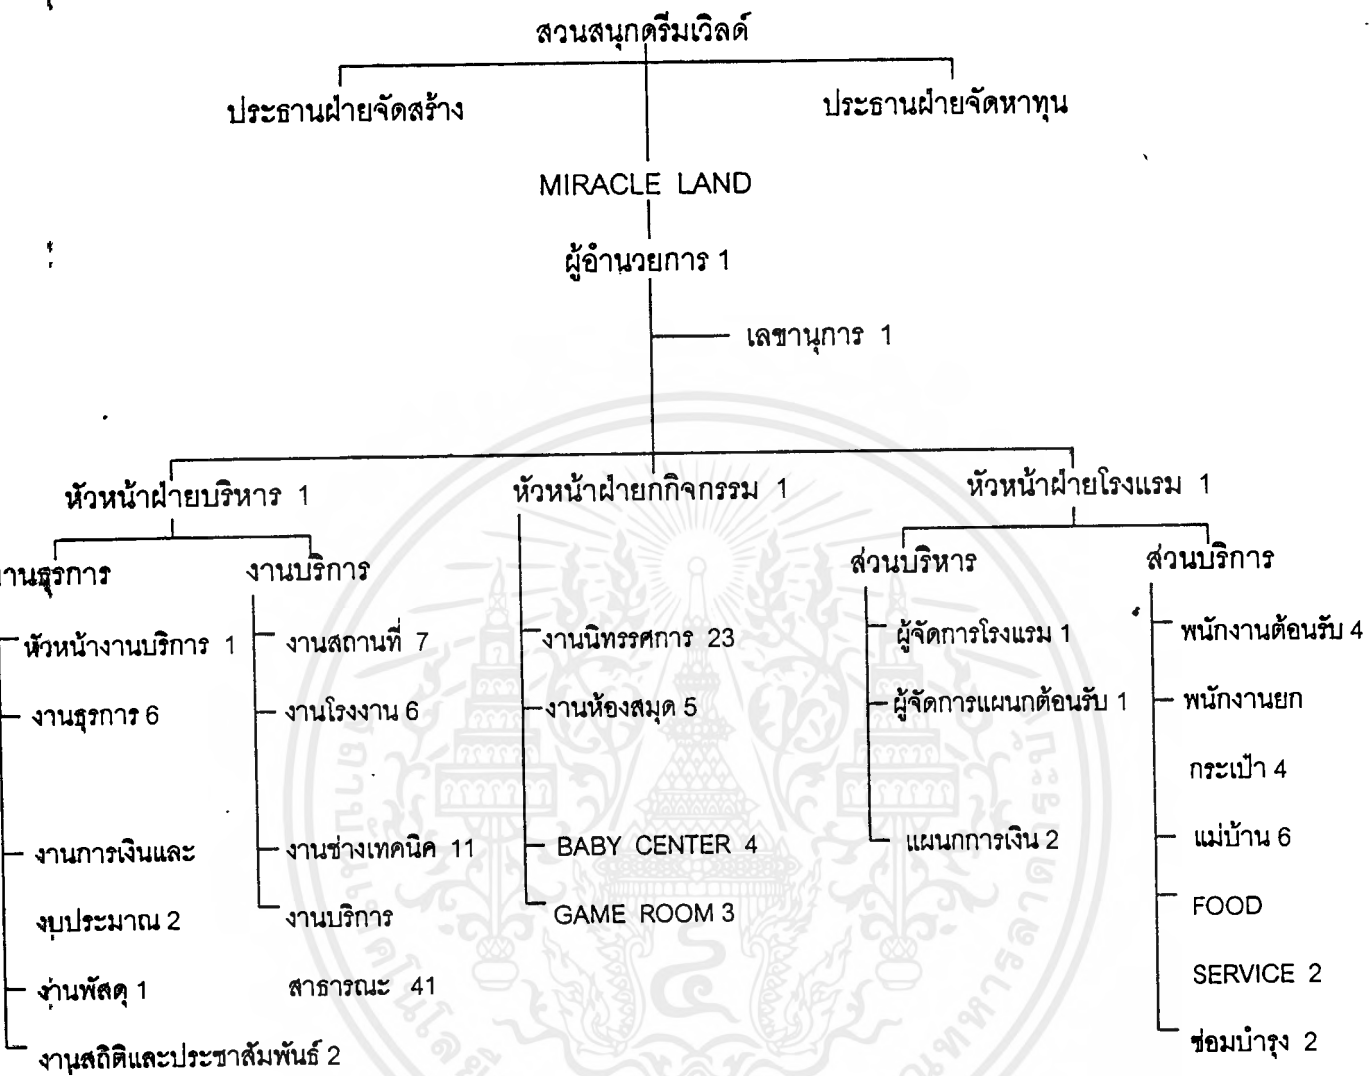 สวนสนุกดรีมเวิลด์
ประธานฝ่ายจัดสร้าง
ประธานฝ่ายจัดหาทุน
MIRACLE LAND
ผู้อำนวยการ 1
เลขานุการ 1
หัวหน้าฝ่ายบริหาร 1
หัวหน้าฝ่ายกกิจกรรม 1
หัวหน้าฝ่ายโรงแรม 1
านธุรการ
หัวหน้างานบริการ 1
งานธุรการ 6
งานการเงินและ
งบประมาณ 2
งานพัสดุ 1
งานสถิติและประชาสัมพันธ์ 2
งานบริการ
งานสถานที่ 7
งานโรงงาน 6
งานช่างเทคนิค 11
งานบริการ
สาธารณะ 41
งานนิทรรศการ 23
งานห้องสมุด 5
BABY CENTER 4
GAME ROOM 3
ส่วนบริหาร
ผู้จัดการโรงแรม 1
ผู้จัดการแผนกต้อนรับ 1
แผนกการเงิน 2
ส่วนบริการ
พนักงานต้อนรับ 4
พนักงานยก
กระเป๋า 4
แม่บ้าน 6
FOOD
SERVICE 2
ซ่อมบำรุง 2